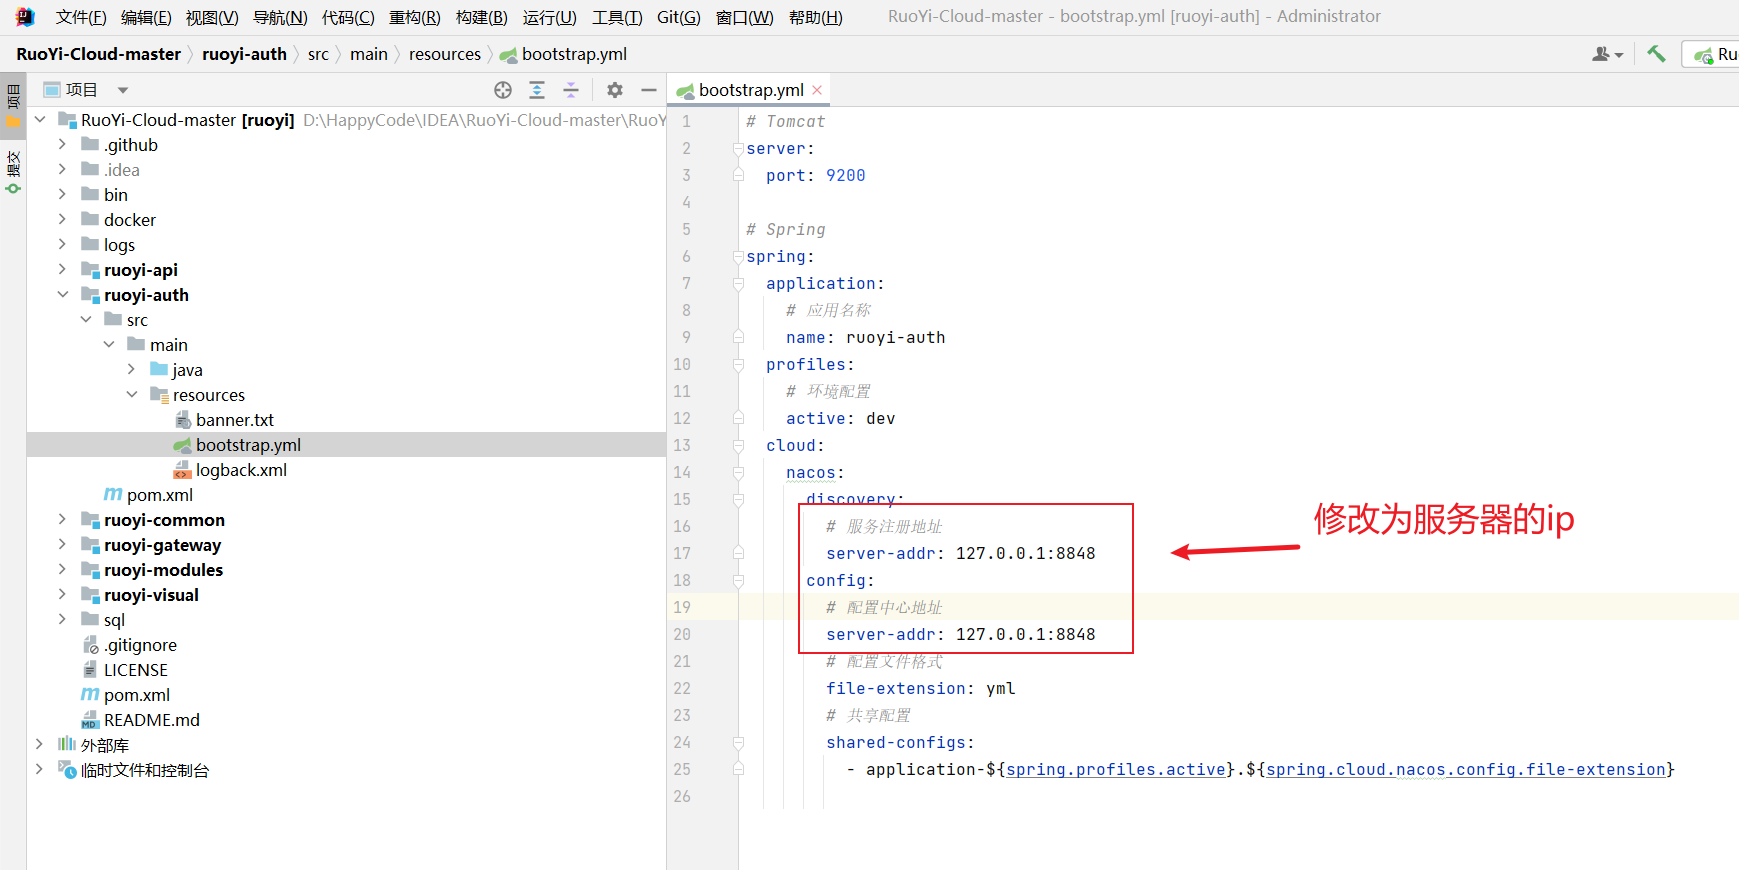 文件(F) 编辑(E) 视图(V) 导航(N) 代码(C) 重构(R) 构建(B) 运行(U) 工具(T) Git(G) 窗口(W) 帮助(H) RuoYi-Cloud-master - bootstrap.yml [ruoyi-auth] - Administrator
RuoYi-Cloud-master ruoyi-auth src main resources bootstrap.yml Ru
项目
提交
项目
RuoYi-Cloud-master [ruoyi] D:\HappyCode\IDEA\RuoYi-Cloud-master\RuoY
.github
.idea
bin
docker
logs
ruoyi-api
ruoyi-auth
src
main
java
resources
banner.txt
bootstrap.yml
logback.xml
pom.xml
ruoyi-common
ruoyi-gateway
ruoyi-modules
ruoyi-visual
sql
.gitignore
LICENSE
pom.xml
README.md
外部库
临时文件和控制台
bootstrap.yml
1 # Tomcat
2 server:
3 port: 9200
4
5 # Spring
6 spring:
7 application:
8 # 应用名称
9 name: ruoyi-auth
10 profiles:
11 # 环境配置
12 active: dev
13 cloud:
14 nacos:
15 discovery:
16 # 服务注册地址
17 server-addr: 127.0.0.1:8848
18 config:
19 # 配置中心地址
20 server-addr: 127.0.0.1:8848
21 # 配置文件格式
22 file-extension: yml
23 # 共享配置
24 shared-configs:
25 - application-${spring.profiles.active}.${spring.cloud.nacos.config.file-extension}
26
修改为服务器的ip